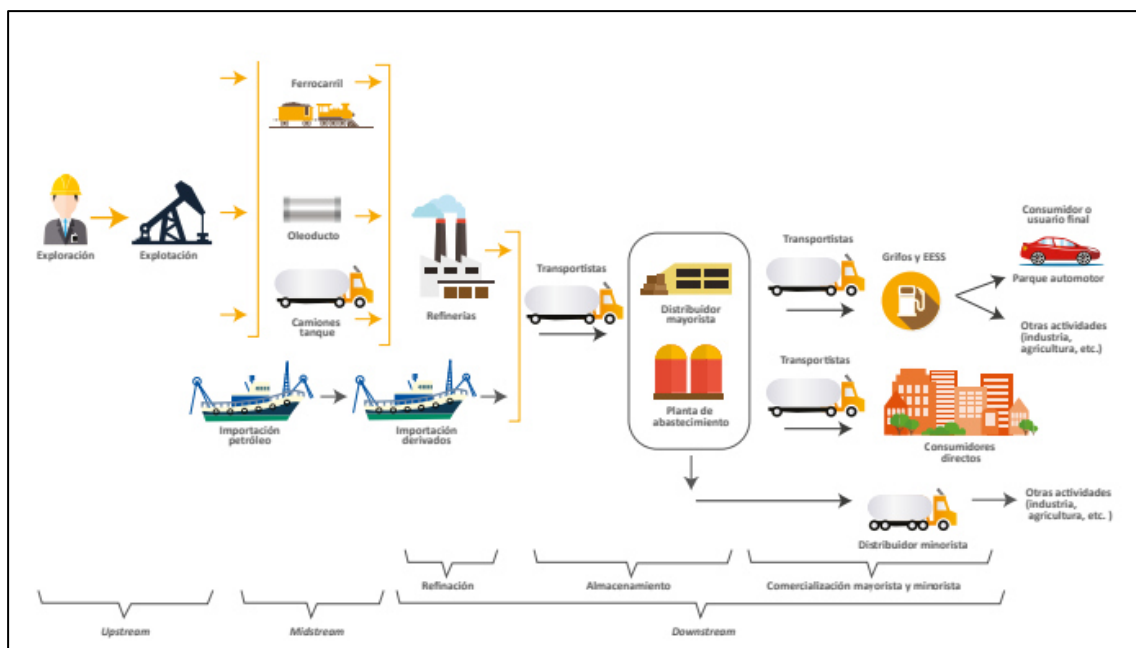 Ferrocarril
Exploración
Explotación
Oleoducto
Camiones
tanque
Refinerías
Importación
petróleo
Importación
derivados
Transportistas
Distribuidor
mayorista
Planta de
abastecimiento
Transportistas
Grifos y EESS
Consumidor o
usuario final
Parque automotor
Otras actividades
(industria,
agricultura, etc.)
Transportistas
Consumidores
directos
Distribuidor minorista
Otras actividades
(industria,
agricultura, etc. )
Refinación
Almacenamiento
Comercialización mayorista y minorista
Upstream
Midstream
Downstream